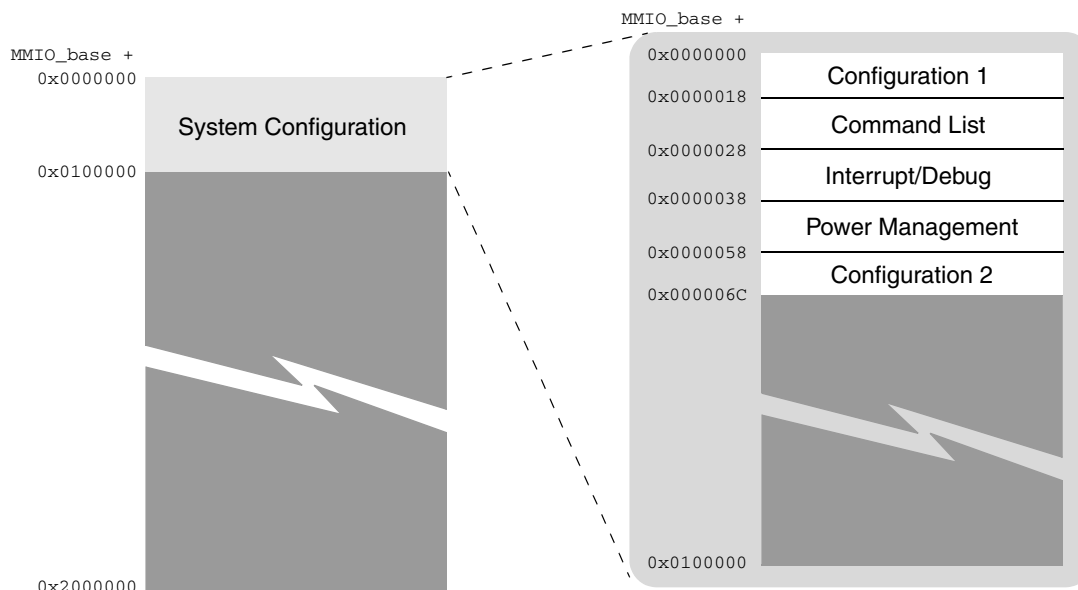 MMIO_base +
0x0000000
System Configuration
0x0100000
0x2000000
MMIO_base +
0x0000000
Configuration 1
0x0000018
Command List
0x0000028
Interrupt/Debug
0x0000038
Power Management
0x0000058
Configuration 2
0x000006C
0x0100000